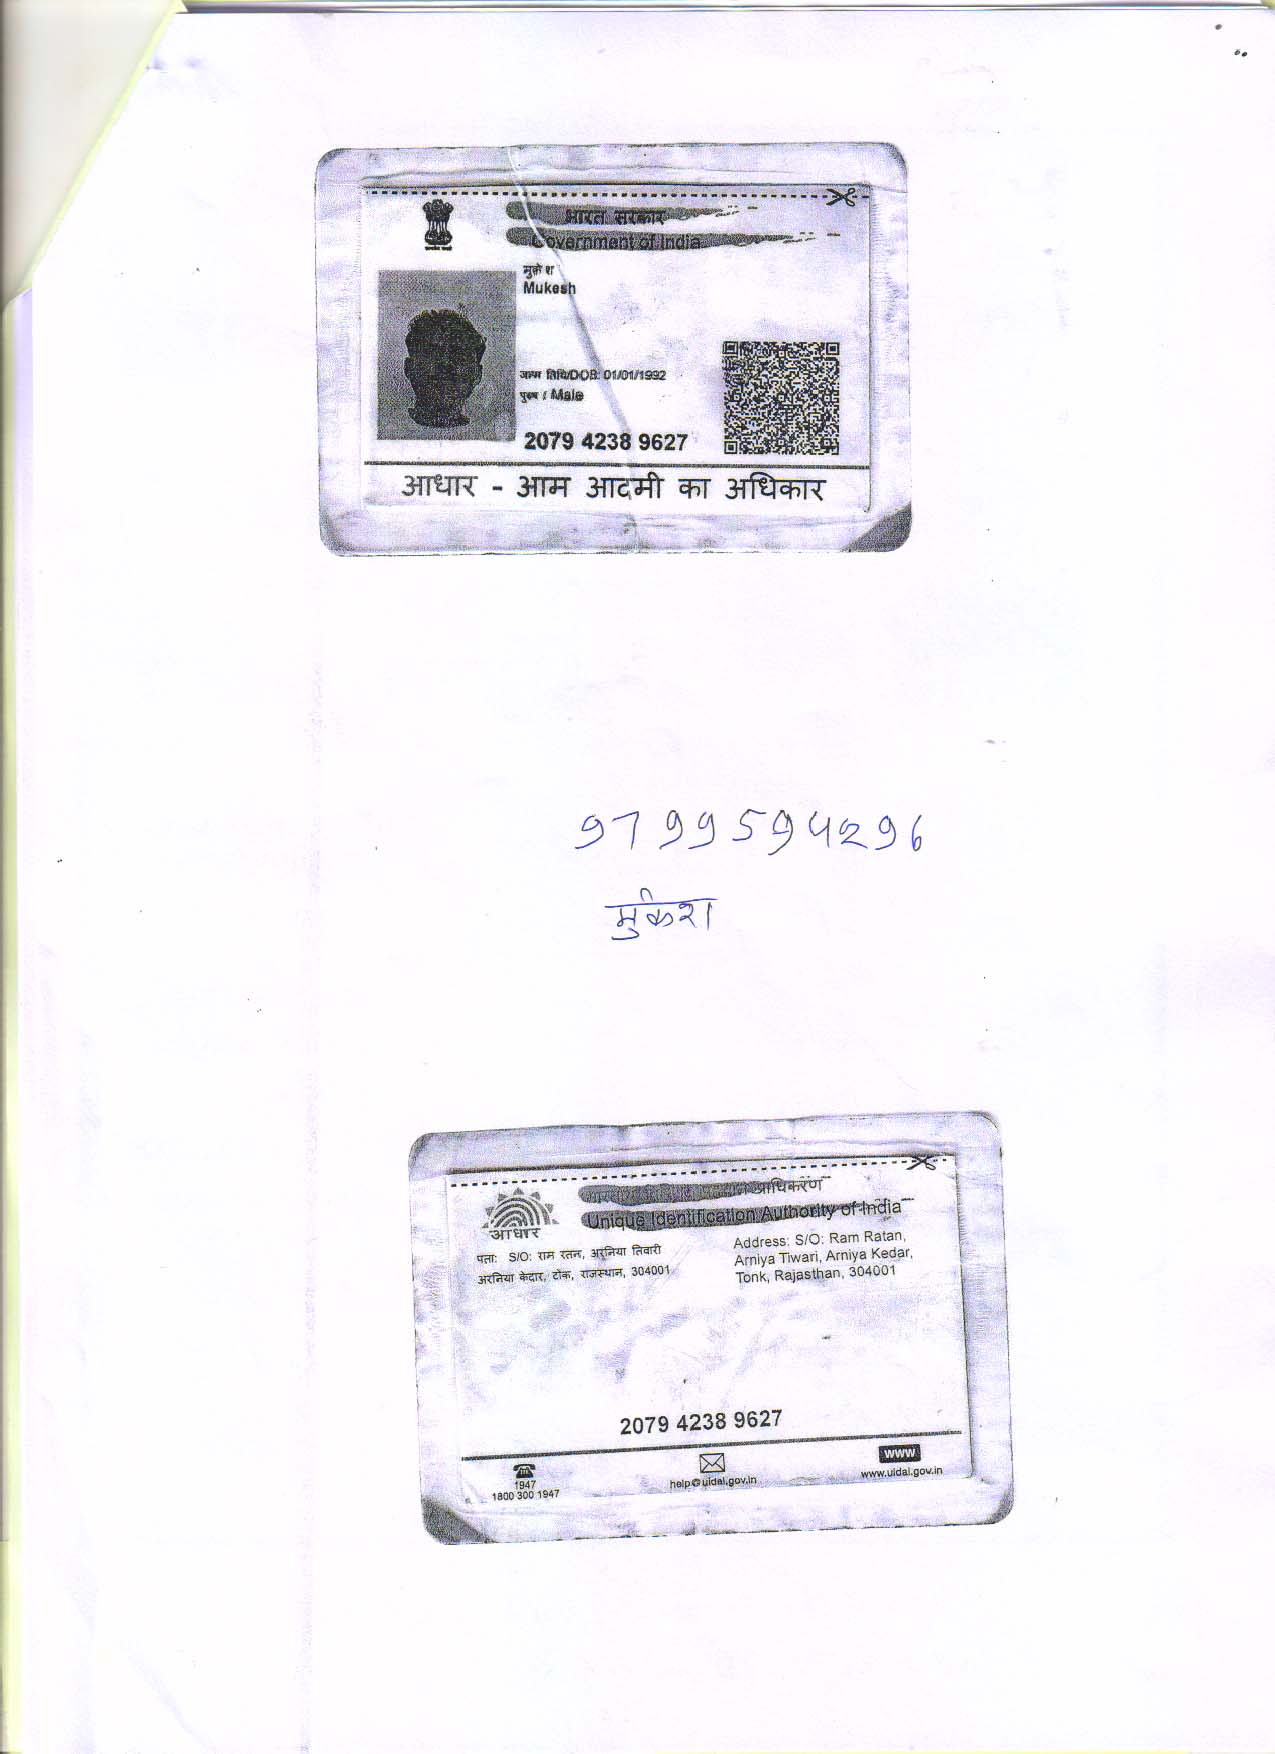 भारत सरकार
Government of India
मुकेश
Mukesh
जन्म तिथि/DOB: 01/01/1992
पुरुष / Male
2079 4238 9627
आधार - आम आदमी का अधिकार
9799594296
मुकेश
प्राधिकरण
Unique Identification Authority of India
आधार
पता: S/O: राम रतन, अरनिया तिवारी
अरनिया केदार, टोंक, राजस्थान, 304001
Address: S/O: Ram Ratan,
Arniya Tiwari, Arniya Kedar,
Tonk, Rajasthan, 304001
2079 4238 9627
1947
1800 300 1947
help@uidai.gov.in
www
www.uidai.gov.in